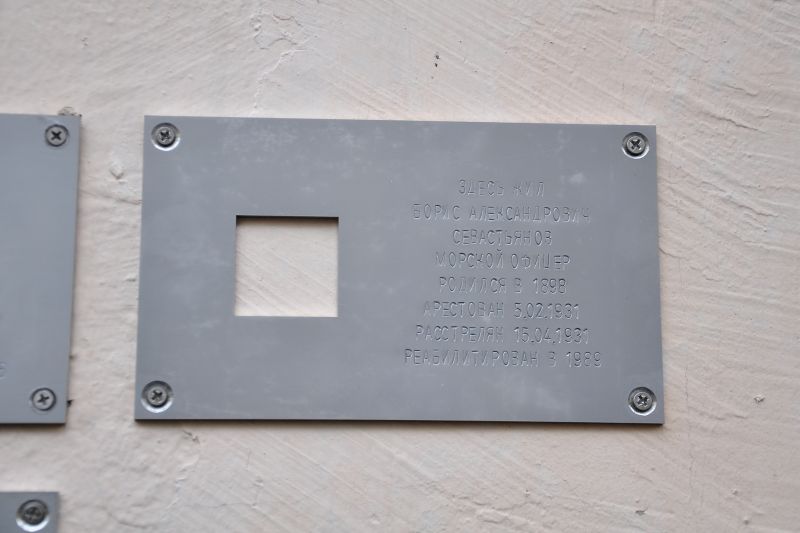 ЗДЕСЬ ЖИЛ
БОРИС АЛЕКСАНДРОВИЧ
СЕВАСТЬЯНОВ
МОРСКОЙ ОФИЦЕР
РОДИЛСЯ В 1898
АРЕСТОВАН 5.02.1931
РАССТРЕЛЯН 15.04.1931
РЕАБИЛИТИРОВАН В 1989